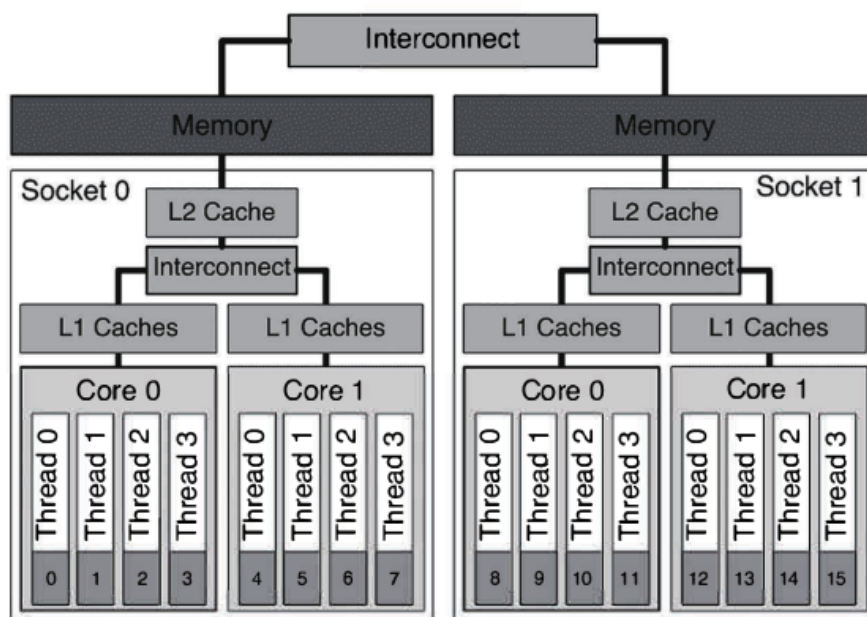 Interconnect
Memory
Memory
Socket 0
Socket 1
L2 Cache
L2 Cache
Interconnect
Interconnect
L1 Caches
L1 Caches
L1 Caches
L1 Caches
Core 0
Core 1
Core 0
Core 1
Thread 0
Thread 1
Thread 2
Thread 3
Thread 0
Thread 1
Thread 2
Thread 3
Thread 0
Thread 1
Thread 2
Thread 3
Thread 0
Thread 1
Thread 2
Thread 3
0 1 2 3 4 5 6 7 8 9 10 11 12 13 14 15